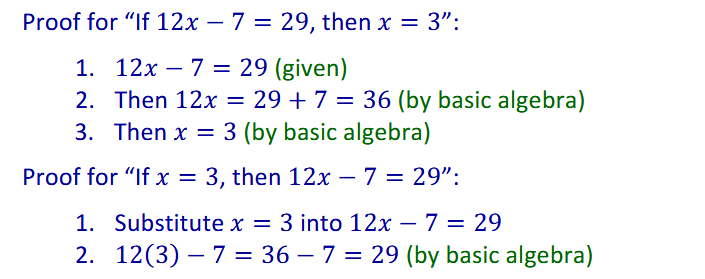 Proof for “If 12𝑥 − 7 = 29, then 𝑥 = 3”:
1. 12𝑥 − 7 = 29 (given)
2. Then 12𝑥 = 29 + 7 = 36 (by basic algebra)
3. Then 𝑥 = 3 (by basic algebra)
Proof for “If 𝑥 = 3, then 12𝑥 − 7 = 29”:
1. Substitute 𝑥 = 3 into 12𝑥 − 7 = 29
2. 12(3) − 7 = 36 − 7 = 29 (by basic algebra)